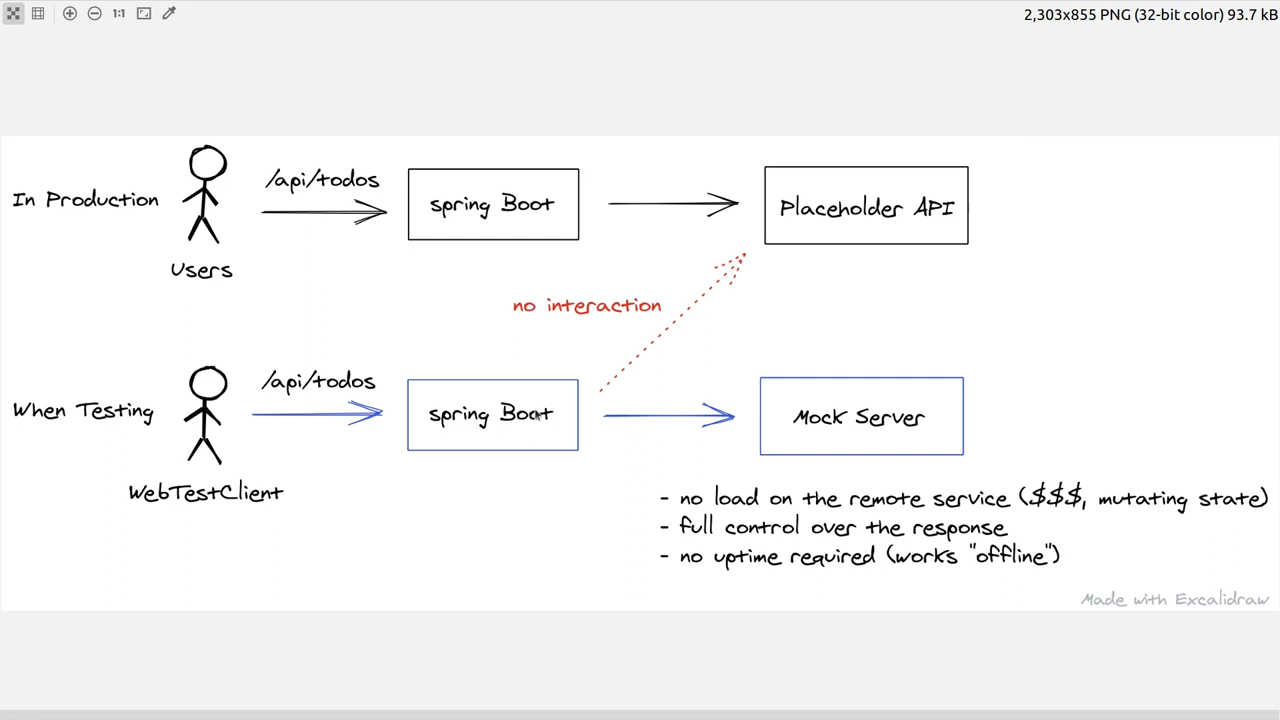 1:1
2,303x855 PNG (32-bit color) 93.7 kB
In Production
/api/todos
spring Boot
Placeholder API
Users
no interaction
When Testing
/api/todos
spring Boot
Mock Server
WebTestClient
- no load on the remote service ($$$, mutating state)
- full control over the response
- no uptime required (works "offline")
Made with Excalidraw